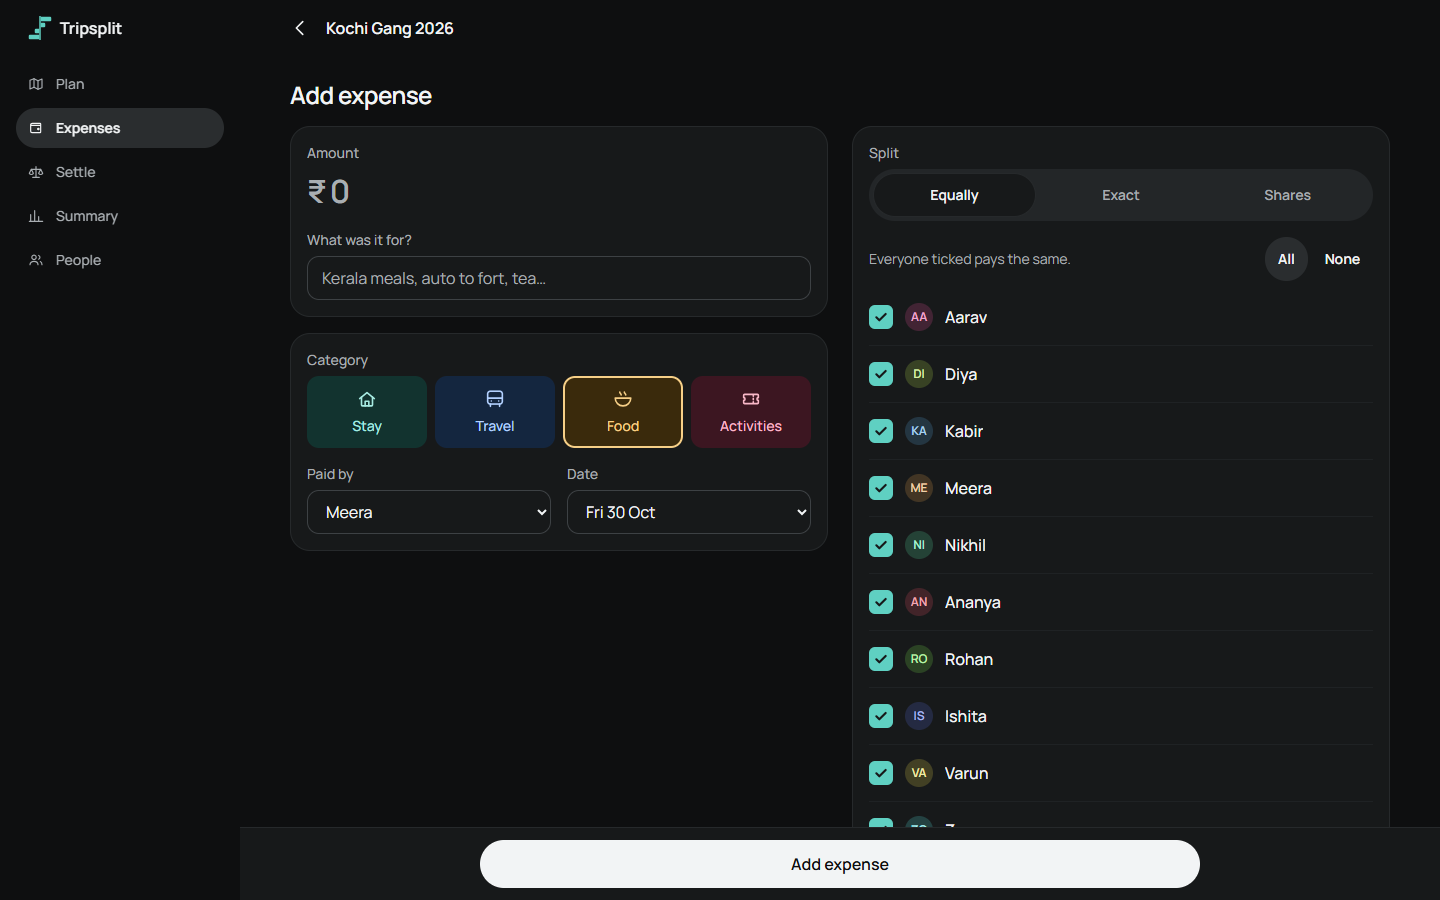 Tripsplit
Kochi Gang 2026
Plan
Expenses
Settle
Summary
People
Add expense
Amount
₹0
What was it for?
Kerala meals, auto to fort, tea…
Category
Stay
Travel
Food
Activities
Paid by
Date
Meera
Fri 30 Oct
Split
Equally
Exact
Shares
Everyone ticked pays the same.
All
None
AA Aarav
DI Diya
KA Kabir
ME Meera
NI Nikhil
AN Ananya
RO Rohan
IS Ishita
VA Varun
Add expense